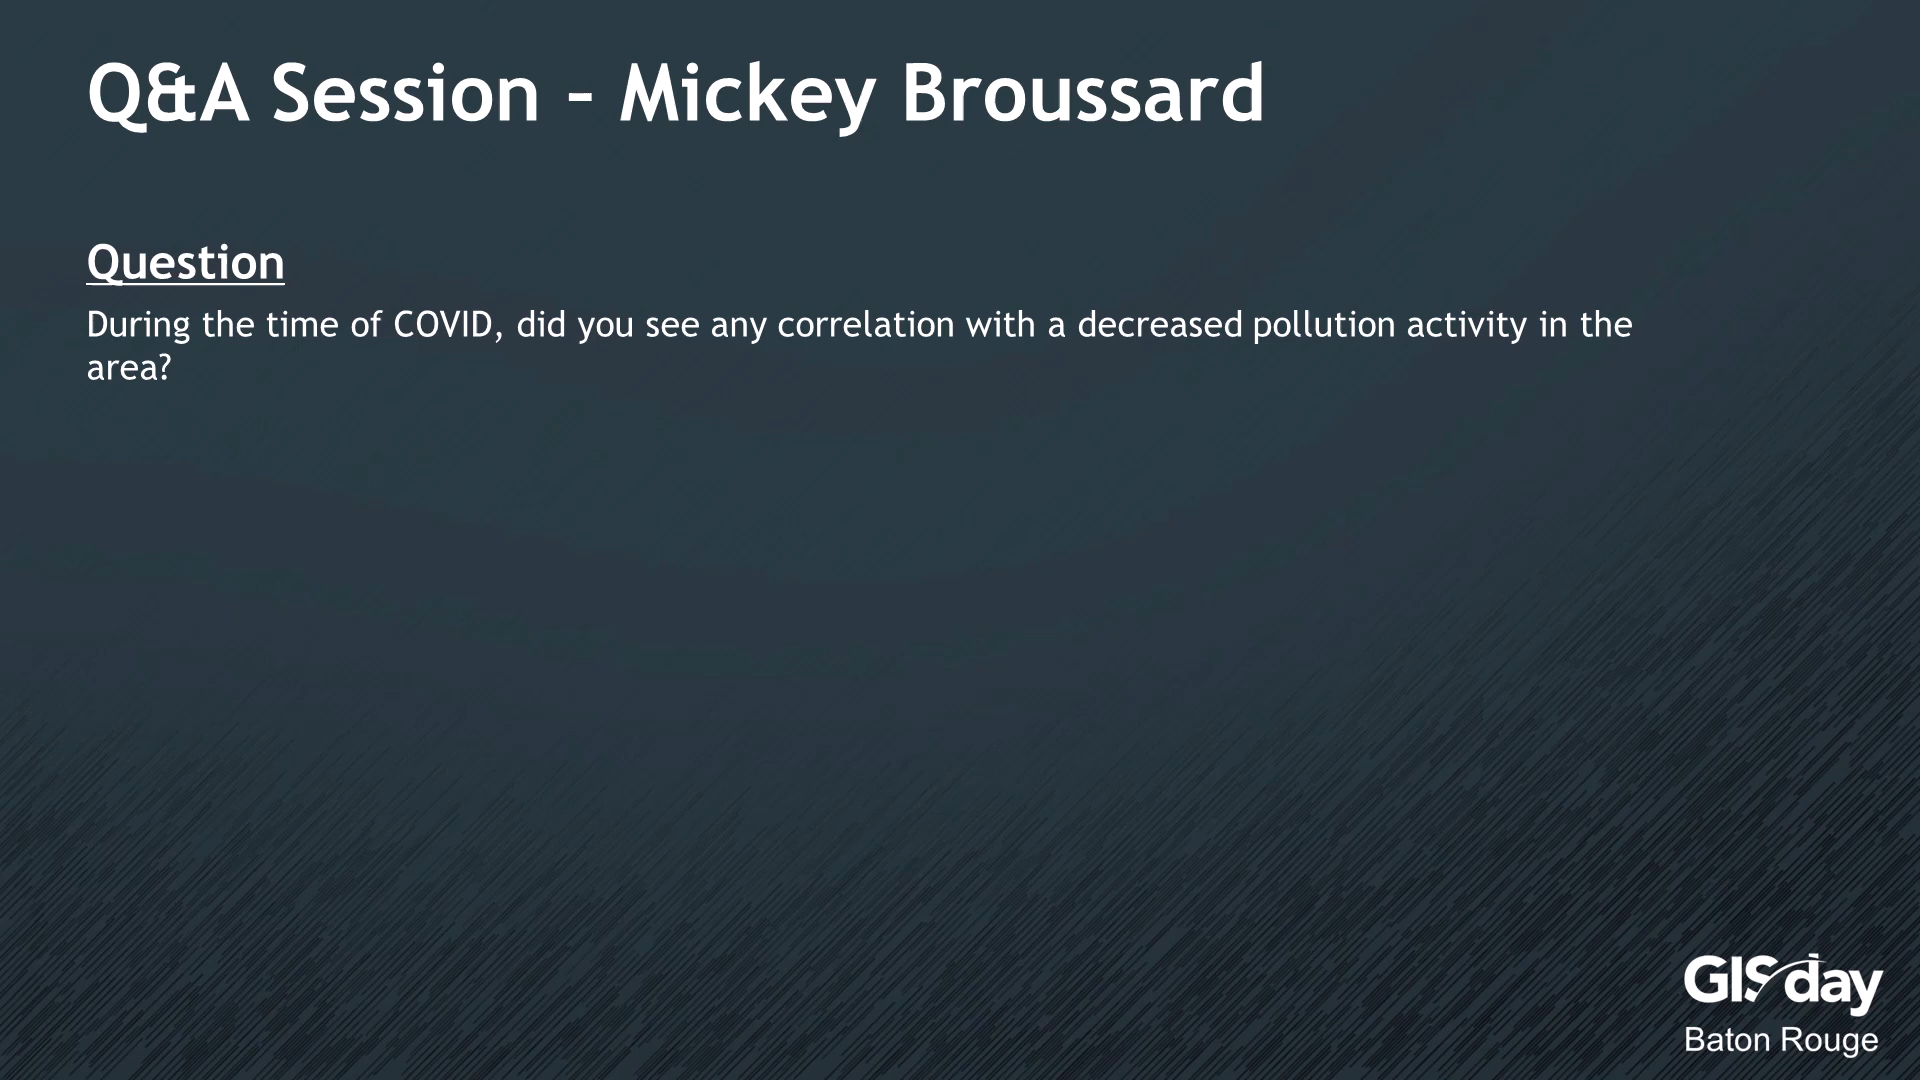 Q&A Session – Mickey Broussard
Question
During the time of COVID, did you see any correlation with a decreased pollution activity in the
area?
GIS day
Baton Rouge